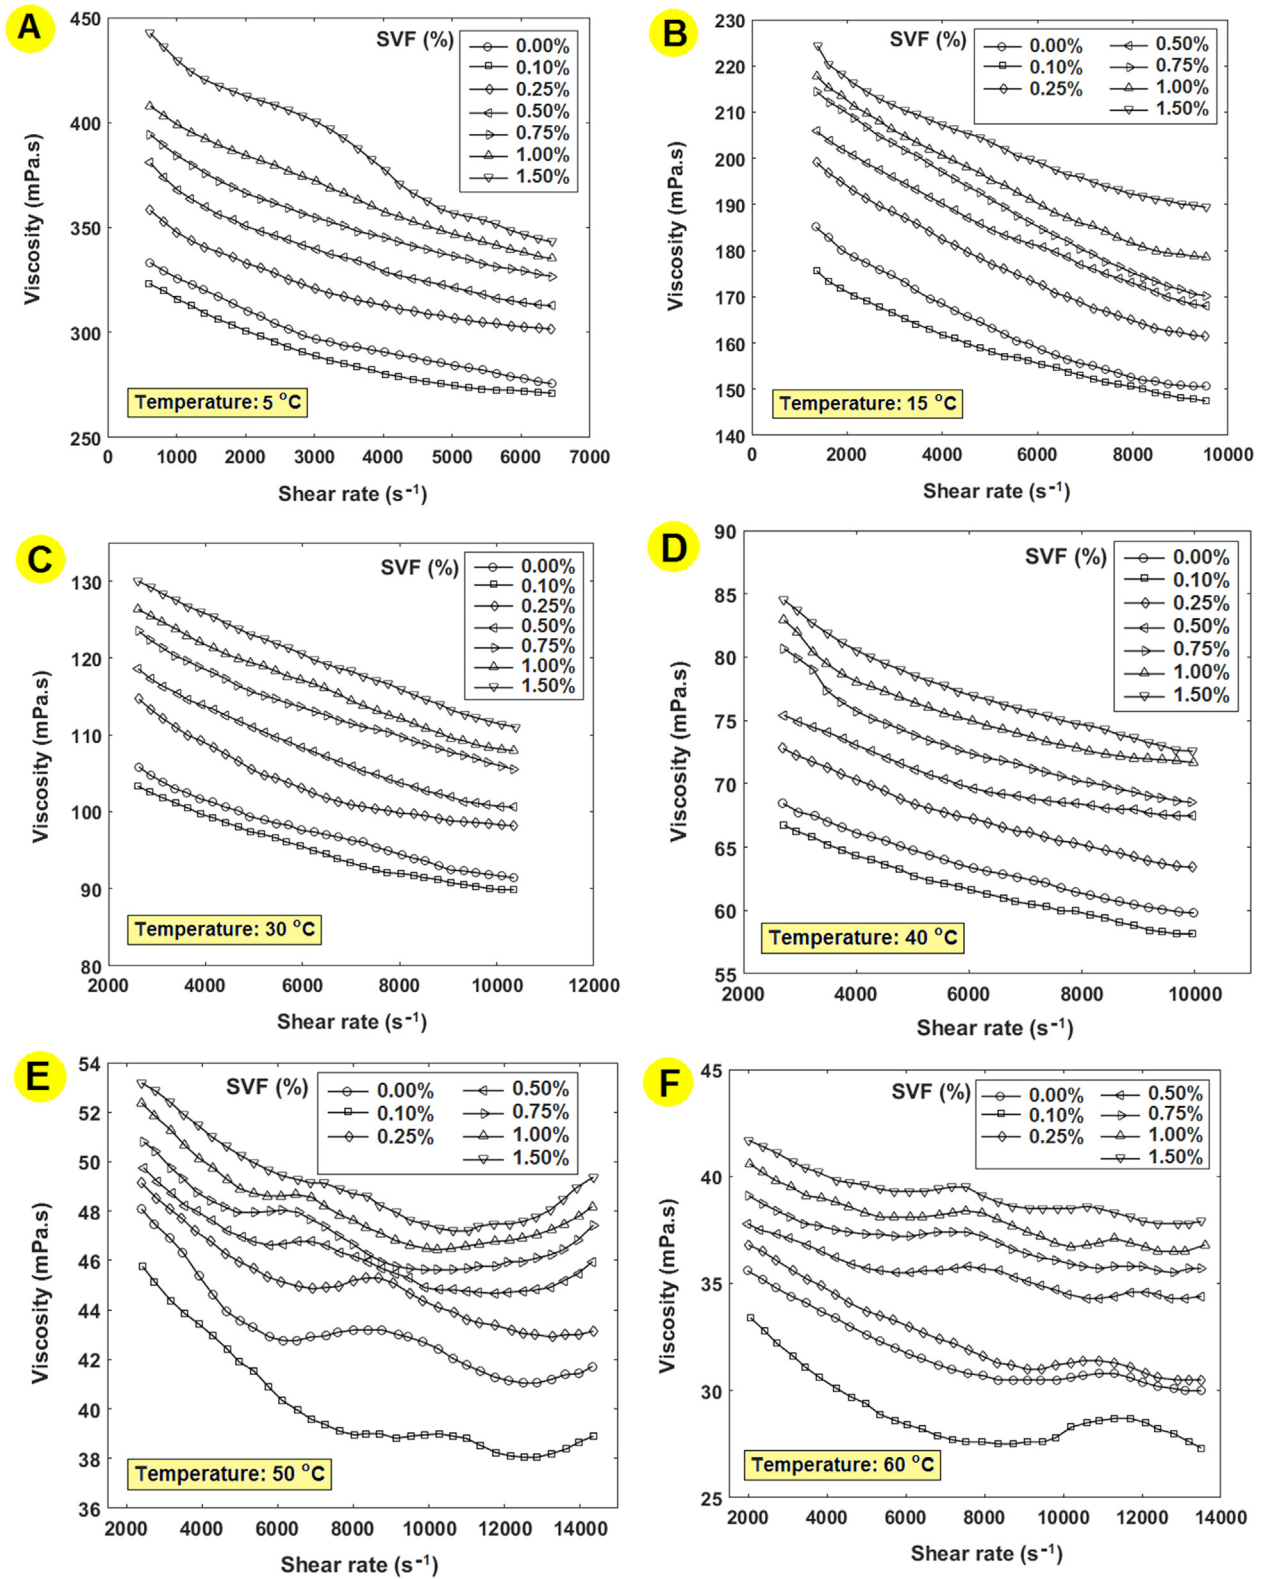 A
450
400
350
300
250
Viscosity (mPa.s)
SVF (%)
0.00%
0.10%
0.25%
0.50%
0.75%
1.00%
1.50%
Temperature: 5 °C
0 1000 2000 3000 4000 5000 6000 7000
Shear rate (s⁻¹)
B
230
220
210
200
190
180
170
160
150
140
Viscosity (mPa.s)
SVF (%)
0.00% 0.50%
0.10% 0.75%
0.25% 1.00%
1.50%
Temperature: 15 °C
0 2000 4000 6000 8000 10000
Shear rate (s⁻¹)
C
130
120
110
100
90
80
Viscosity (mPa.s)
SVF (%)
0.00%
0.10%
0.25%
0.50%
0.75%
1.00%
1.50%
Temperature: 30 °C
2000 4000 6000 8000 10000 12000
Shear rate (s⁻¹)
D
90
85
80
75
70
65
60
55
Viscosity (mPa.s)
SVF (%)
0.00%
0.10%
0.25%
0.50%
0.75%
1.00%
1.50%
Temperature: 40 °C
2000 4000 6000 8000 10000
Shear rate (s⁻¹)
E
54
52
50
48
46
44
42
40
38
36
Viscosity (mPa.s)
SVF (%)
0.00% 0.50%
0.10% 0.75%
0.25% 1.00%
1.50%
Temperature: 50 °C
2000 4000 6000 8000 10000 12000 14000
Shear rate (s⁻¹)
F
45
40
35
30
25
Viscosity (mPa.s)
SVF (%)
0.00% 0.50%
0.10% 0.75%
0.25% 1.00%
1.50%
Temperature: 60 °C
2000 4000 6000 8000 10000 12000 14000
Shear rate (s⁻¹)